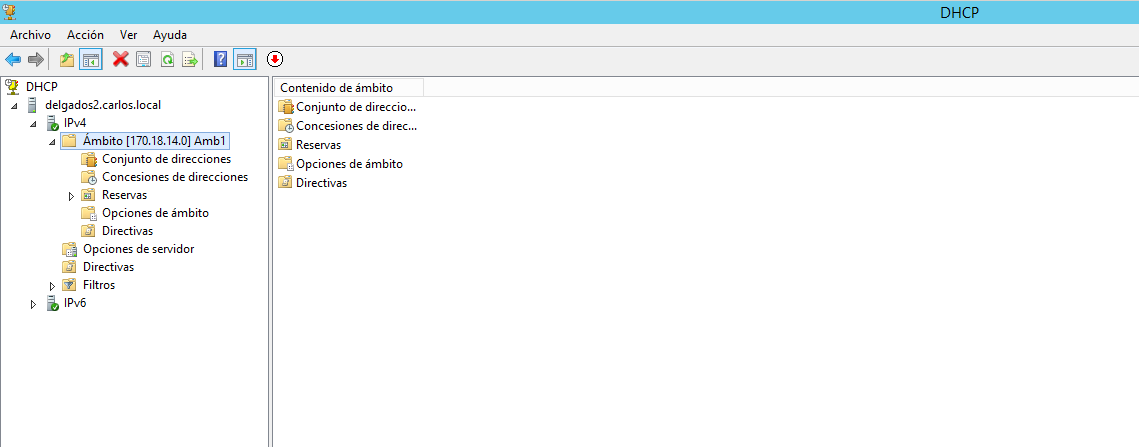 DHCP
Archivo Acción Ver Ayuda
DHCP
delgados2.carlos.local
IPv4
Ámbito [170.18.14.0] Amb1
Conjunto de direcciones
Concesiones de direcciones
Reservas
Opciones de ámbito
Directivas
Opciones de servidor
Directivas
Filtros
IPv6
Contenido de ámbito
Conjunto de direccio...
Concesiones de direc...
Reservas
Opciones de ámbito
Directivas